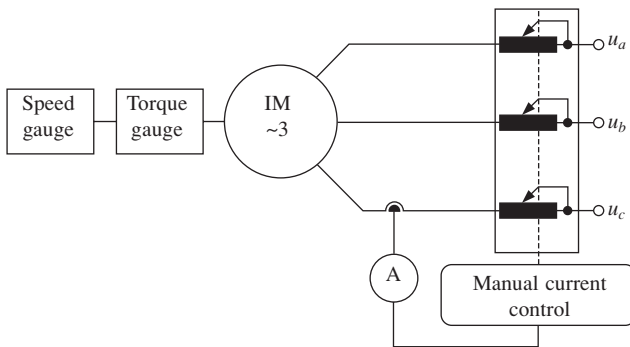 Speed
gauge
Torque
gauge
IM
~3
u_a
u_b
u_c
A
Manual current
control